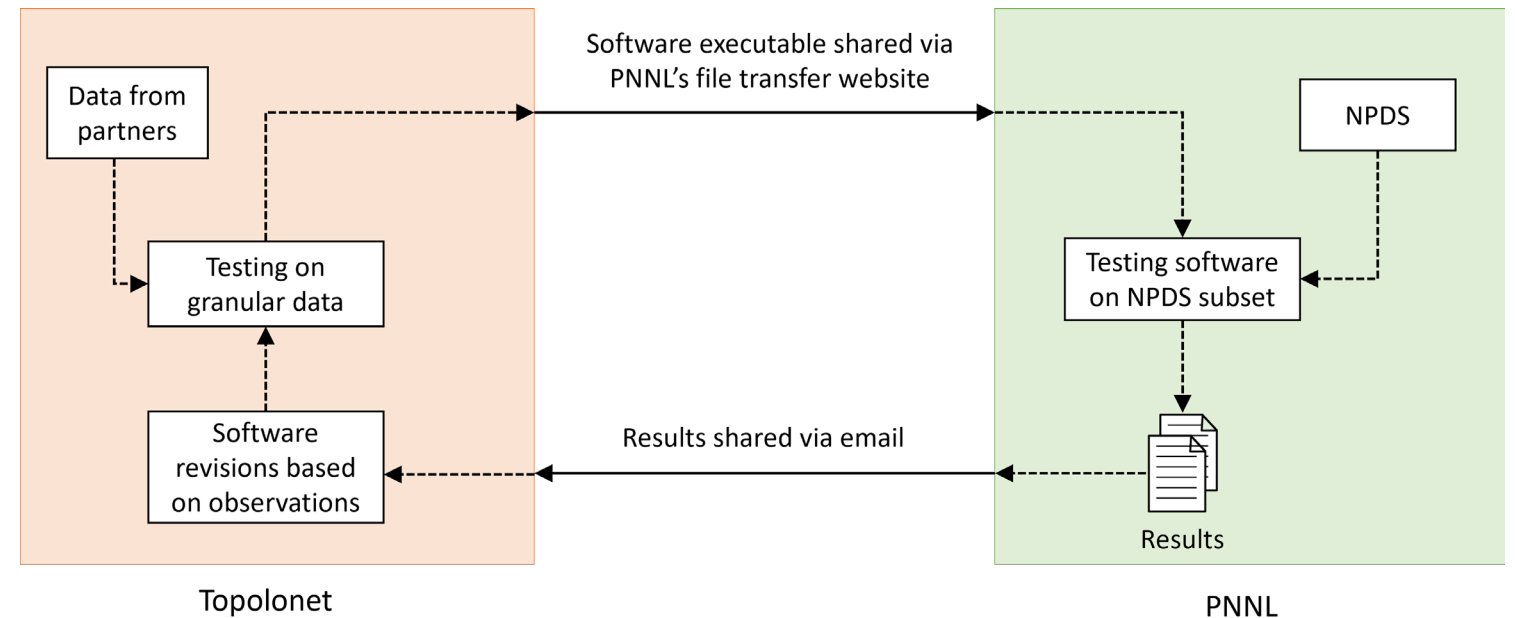 Software executable shared via
PNNL’s file transfer website
Data from
partners
NPDS
Testing on
granular data
Testing software
on NPDS subset
Software
revisions based
on observations
Results shared via email
Results
Topolonet
PNNL